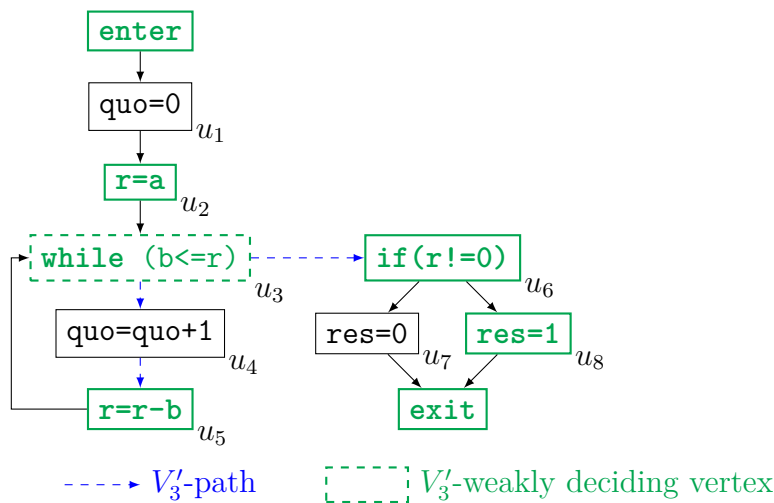 enter
quo=0
u₁
r=a
u₂
while (b<=r)
u₃
if(r!=0)
u₆
quo=quo+1
u₄
res=0
u₇
res=1
u₈
r=r-b
u₅
exit
V₃′-path
V₃′-weakly deciding vertex